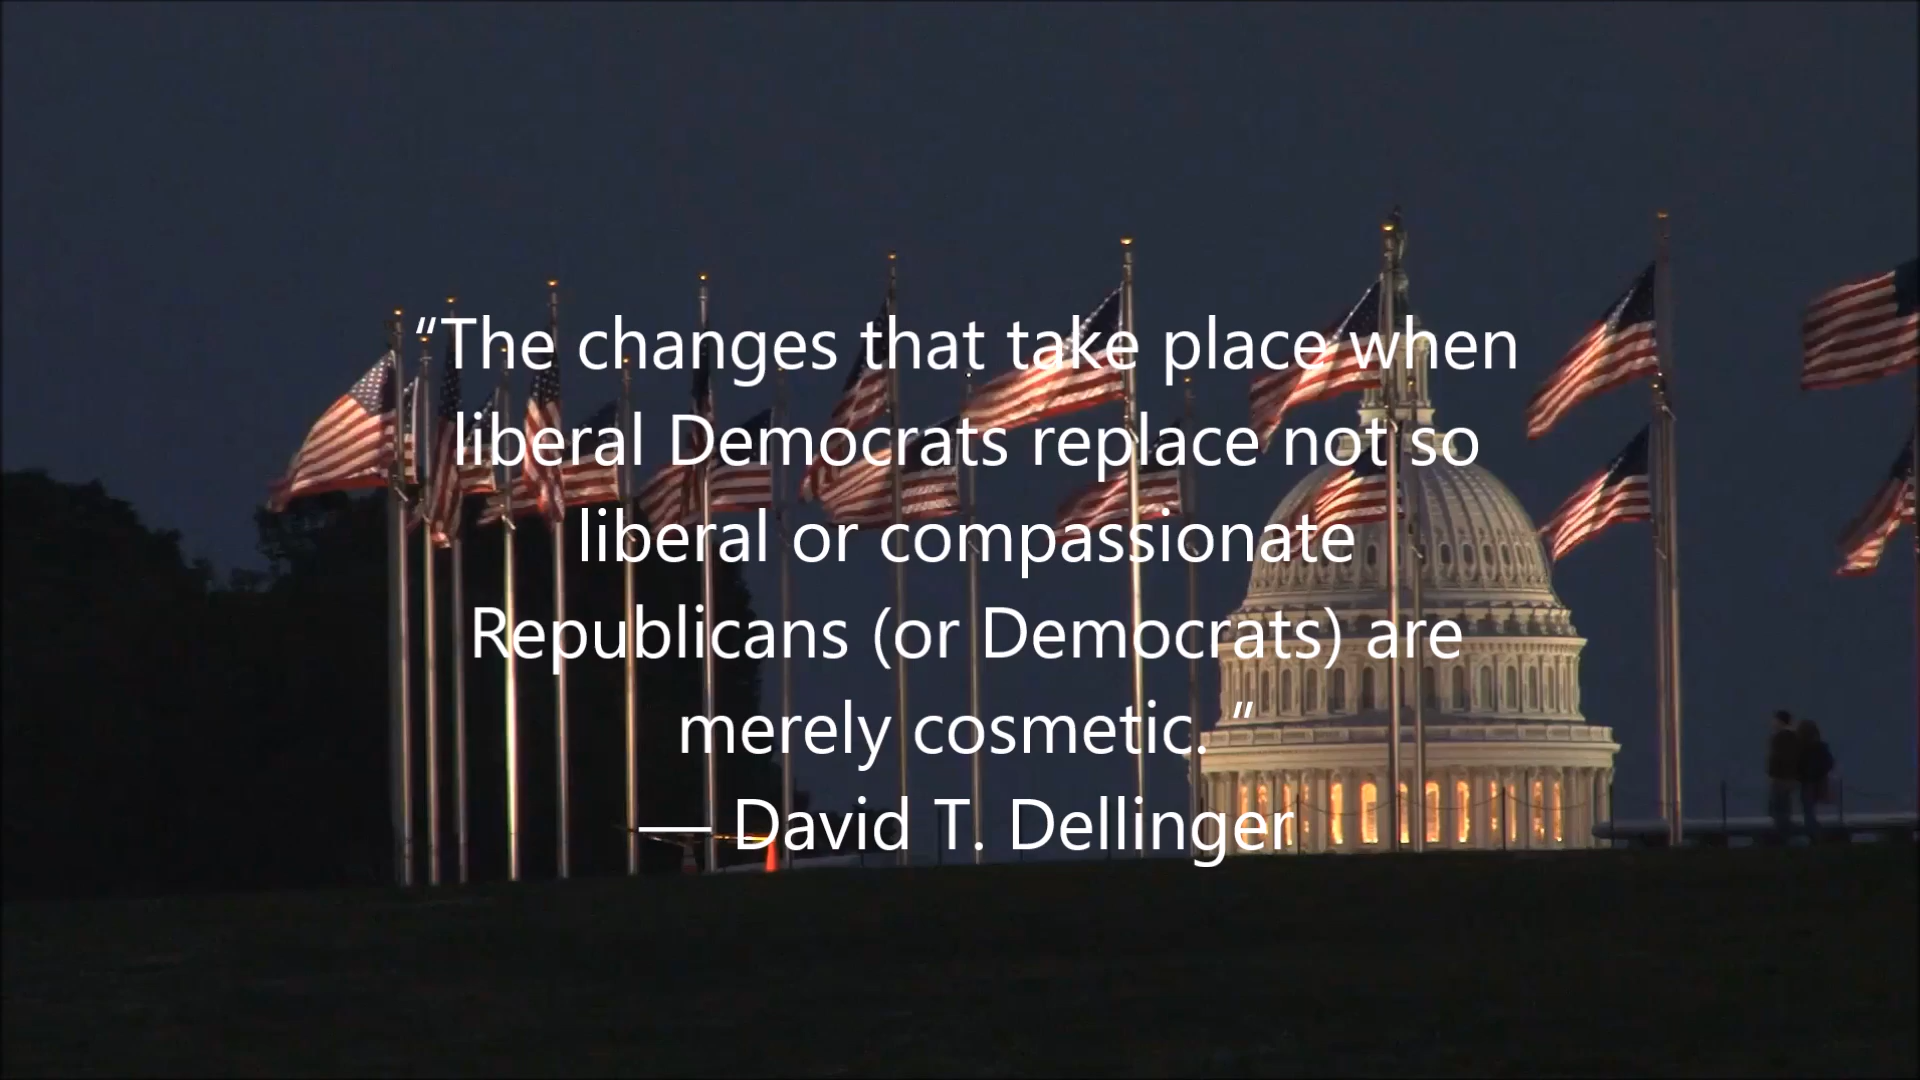 “The changes that take place when
liberal Democrats replace not so
liberal or compassionate
Republicans (or Democrats) are
merely cosmetic. ”
— David T. Dellinger